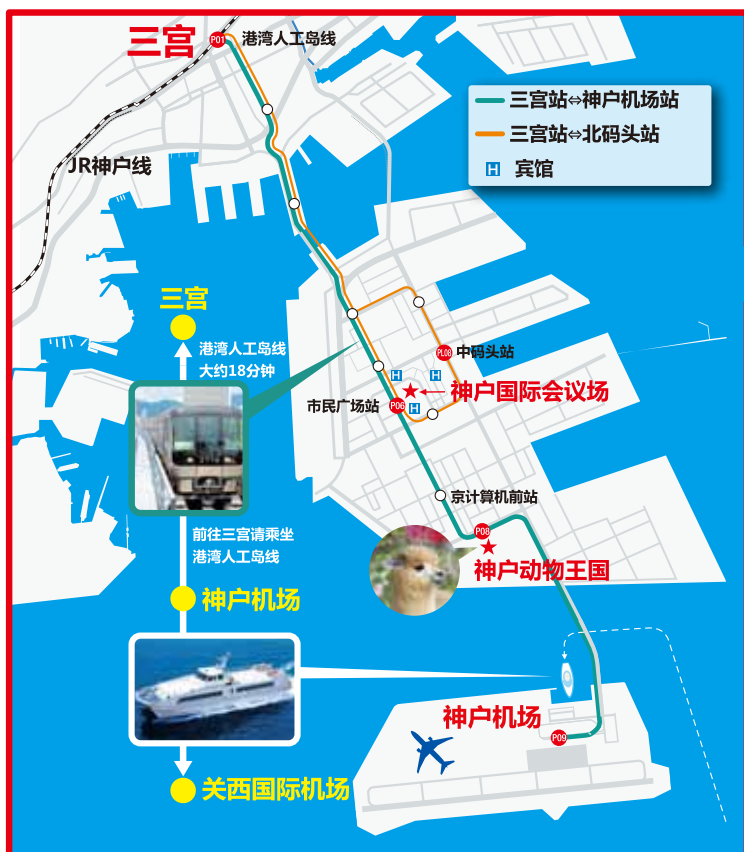 三宫
P01
港湾人工岛线
三宫站⇔神户机场站
三宫站⇔北码头站
H 宾馆
JR神户线
三宫
港湾人工岛线
大约18分钟
PL08
中码头站
H
H
神户国际会议场
H
市民广场站
P06
京计算机前站
前往三宫请乘坐
港湾人工岛线
P08
神户动物王国
神户机场
神户机场
P09
关西国际机场